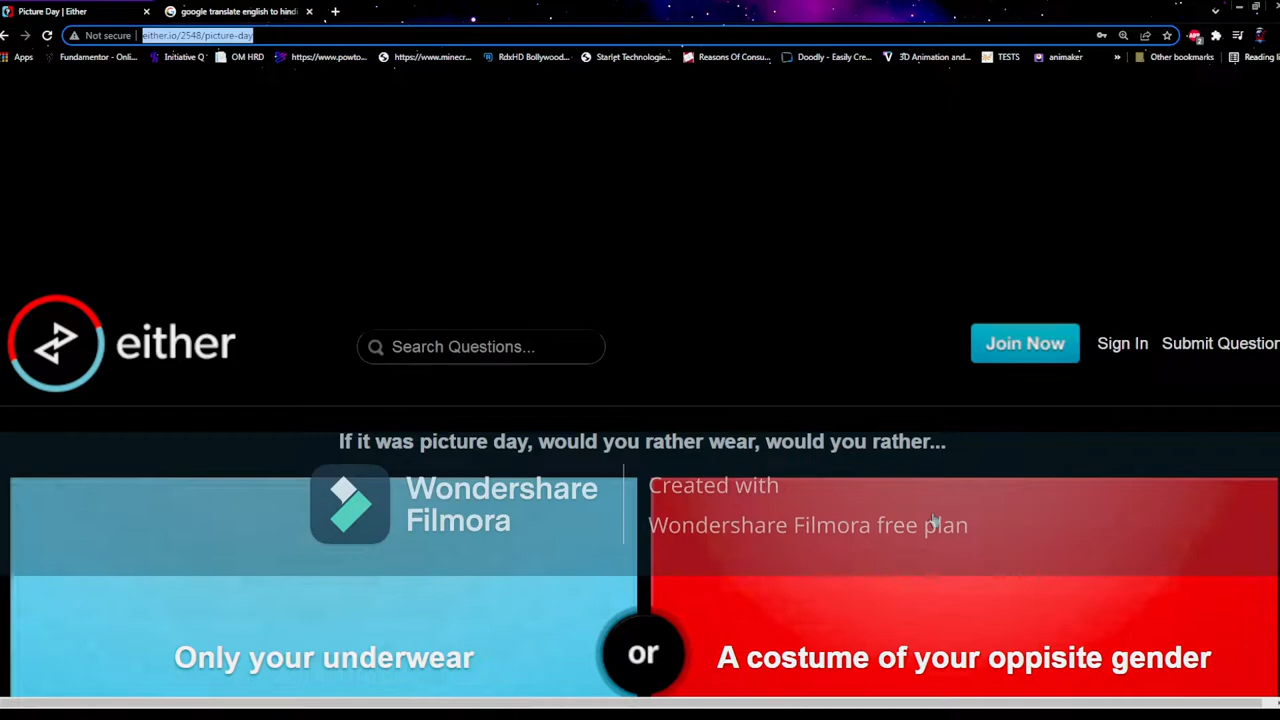 Picture Day | Either
google translate english to hindi
Not secure
either.io/2548/picture-day
Apps
Fundamentor - Onli...
Initiative Q
OM HRD
https://www.powto...
https://www.minecr...
RdxHD Bollywood...
Starlet Technologie...
Reasons Of Consu...
Doodly - Easily Cre...
3D Animation and...
TESTS
animaker
»
Other bookmarks
Reading li
either
Search Questions...
Join Now
Sign In
Submit Question
If it was picture day, would you rather wear, would you rather...
Wondershare
Filmora
Created with
Wondershare Filmora free plan
Only your underwear
or
A costume of your oppisite gender